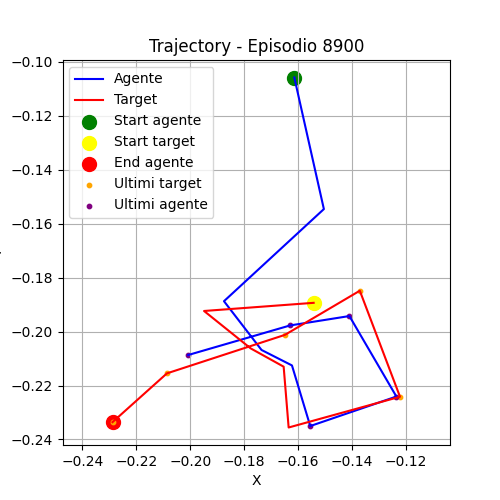 Trajectory - Episodio 8900
Agente
Target
Start agente
Start target
End agente
Ultimi target
Ultimi agente
−0.10
−0.12
−0.14
−0.16
−0.18
−0.20
−0.22
−0.24
−0.24
−0.22
−0.20
−0.18
−0.16
−0.14
−0.12
X